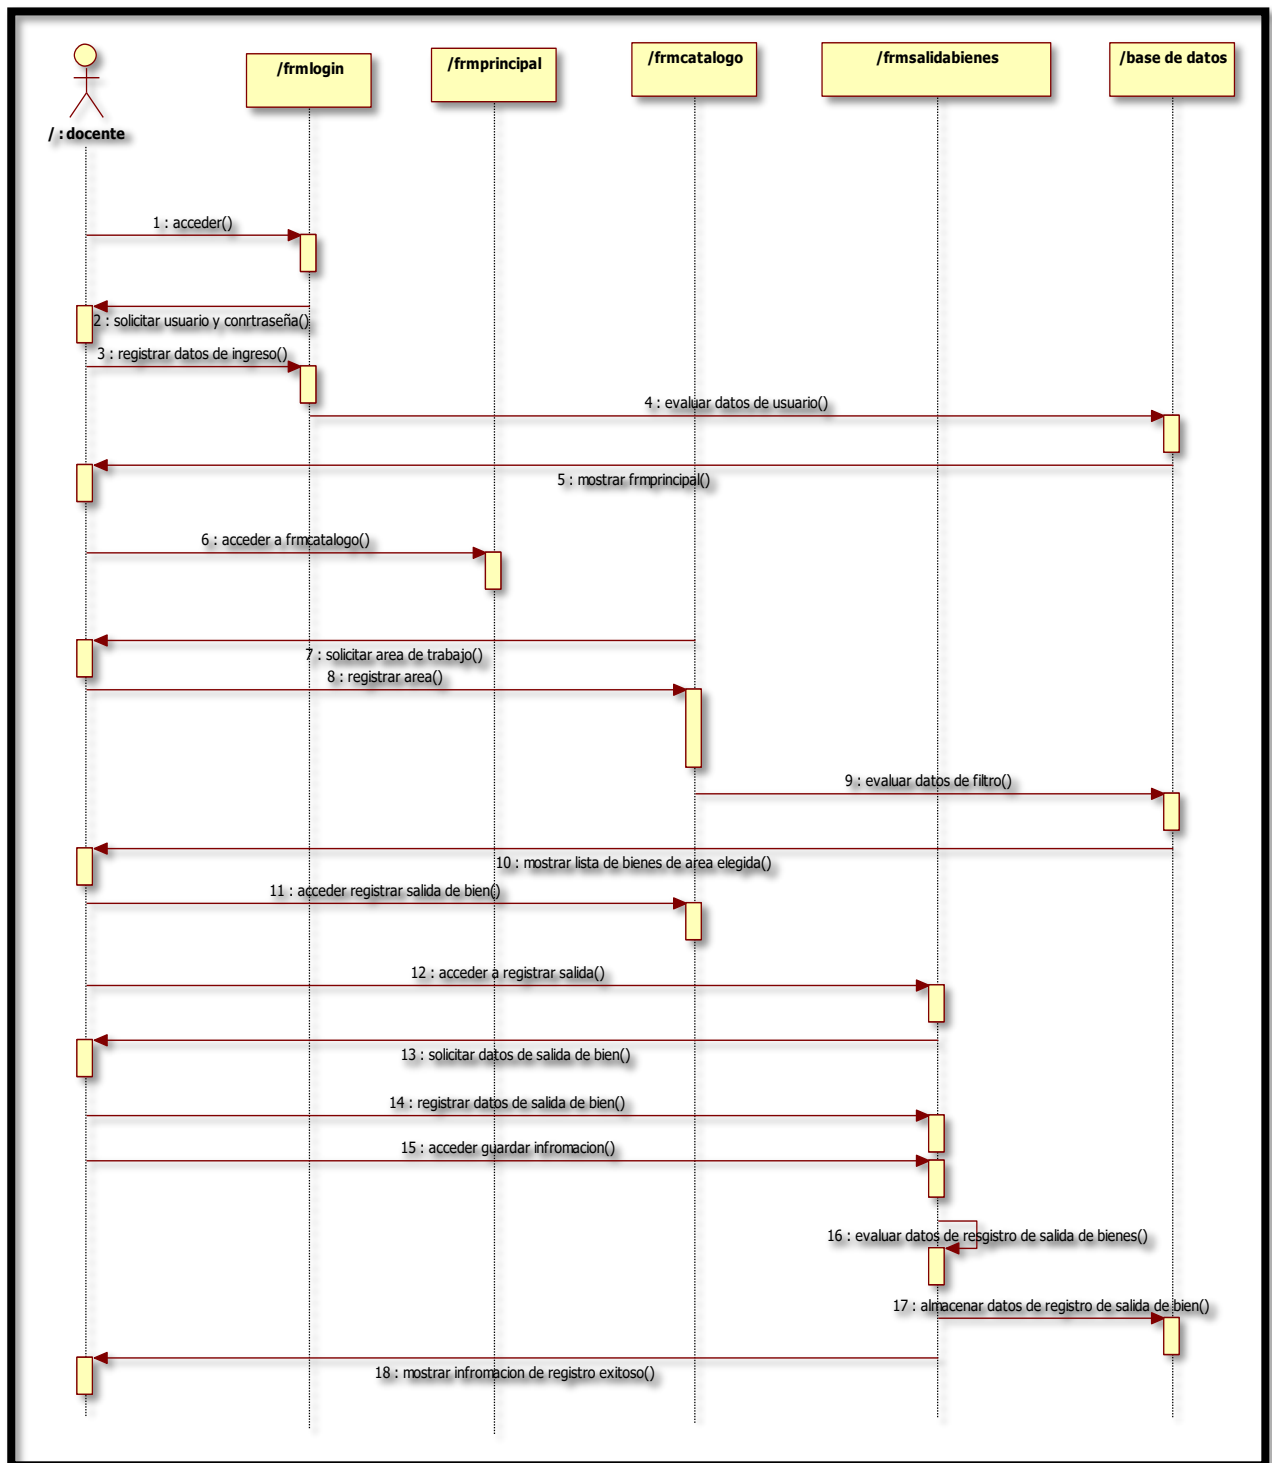 /frmlogin
/frmprincipal
/frmcatalogo
/frmsalidabienes
/base de datos
/ : docente
1 : acceder()
2 : solicitar usuario y conrtraseña()
3 : registrar datos de ingreso()
4 : evaluar datos de usuario()
5 : mostrar frmprincipal()
6 : acceder a frmcatalogo()
7 : solicitar area de trabajo()
8 : registrar area()
9 : evaluar datos de filtro()
10 : mostrar lista de bienes de area elegida()
11 : acceder registrar salida de bien()
12 : acceder a registrar salida()
13 : solicitar datos de salida de bien()
14 : registrar datos de salida de bien()
15 : acceder guardar infromacion()
16 : evaluar datos de resgistro de salida de bienes()
17 : almacenar datos de registro de salida de bien()
18 : mostrar infromacion de registro exitoso()